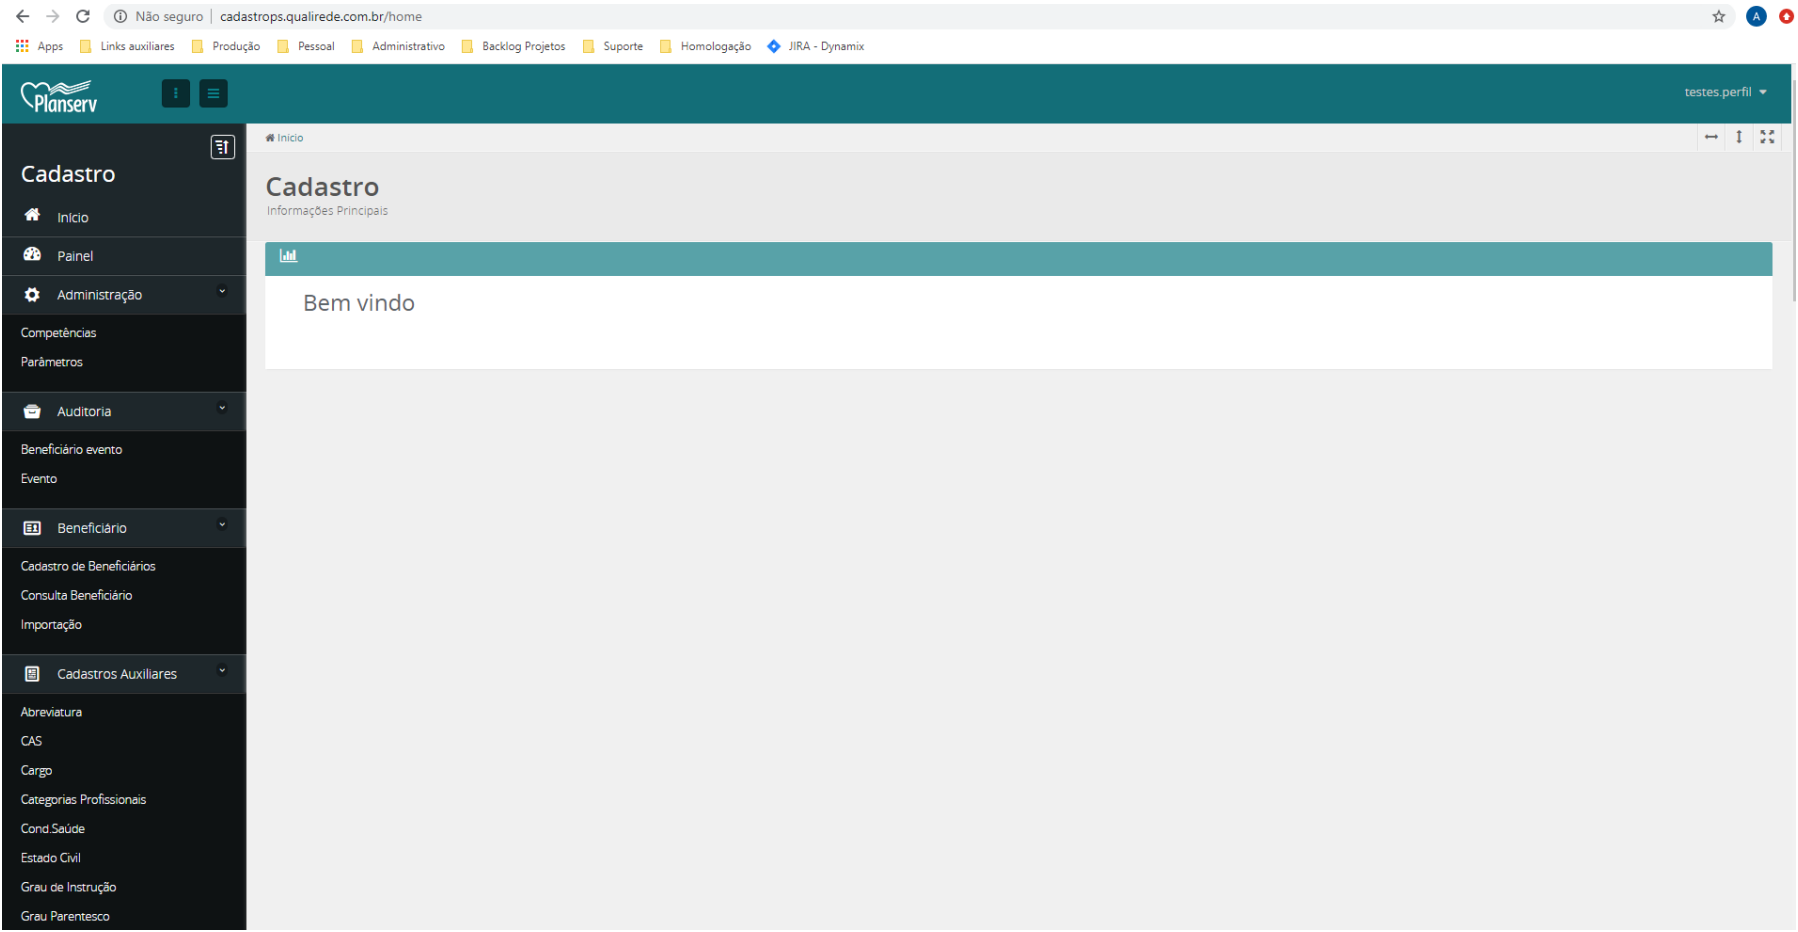 Não seguro | cadastrops.qualirede.com.br/home
A
Apps Links auxiliares Produção Pessoal Administrativo Backlog Projetos Suporte Homologação JIRA - Dynamix
Planserv
testes.perfil
Cadastro
Início
Painel
Administração
Competências
Parâmetros
Auditoria
Beneficiário evento
Evento
Beneficiário
Cadastro de Beneficiários
Consulta Beneficiário
Importação
Cadastros Auxiliares
Abreviatura
CAS
Cargo
Categorias Profissionais
Cond.Saúde
Estado Civil
Grau de Instrução
Grau Parentesco
Início
Cadastro
Informações Principais
Bem vindo